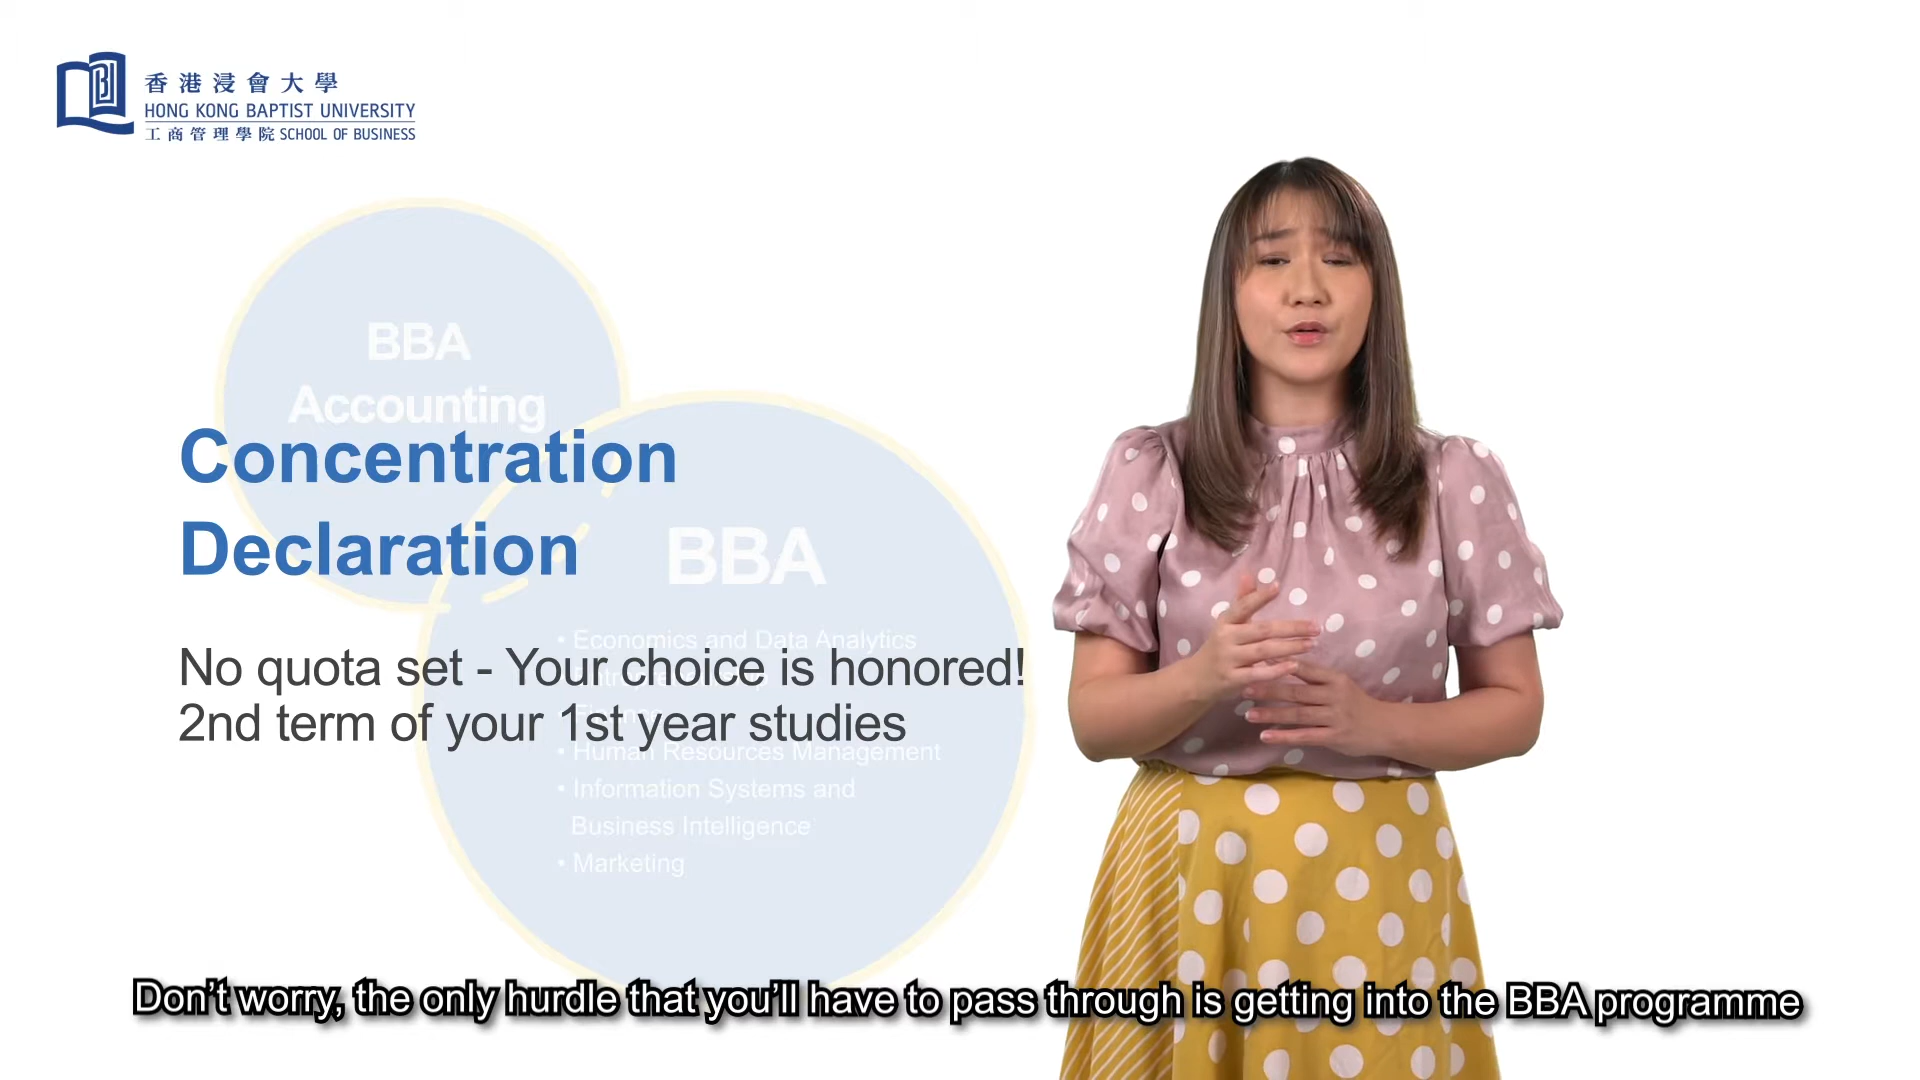 香港浸會大學
HONG KONG BAPTIST UNIVERSITY
工商管理學院 SCHOOL OF BUSINESS
BBA
Accounting
Concentration
Declaration
BBA
• Economics and Data Analytics
No quota set - Your choice is honored!
2nd term of your 1st year studies
• Human Resources Management
• Information Systems and
Business Intelligence
• Marketing
Don't worry, the only hurdle that you'll have to pass through is getting into the BBA programme